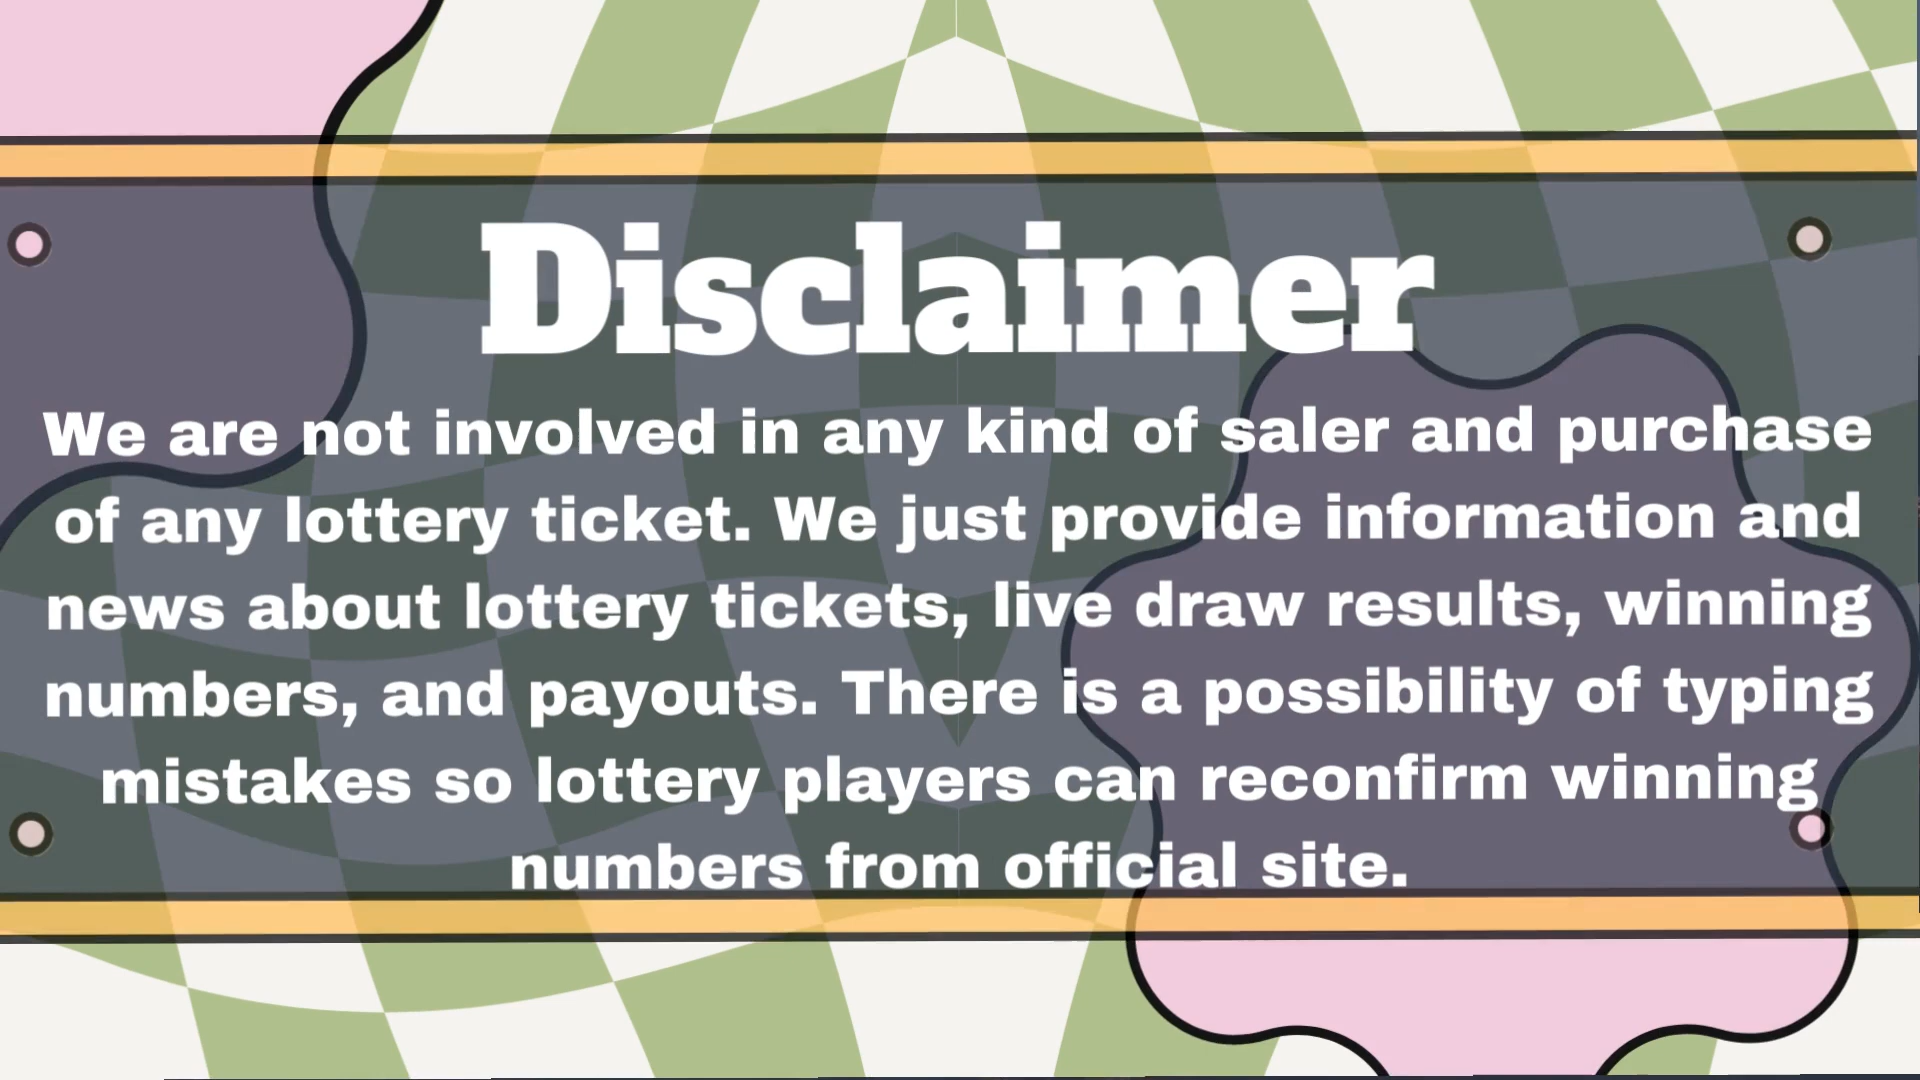 Disclaimer
We are not involved in any kind of saler and purchase
of any lottery ticket. We just provide information and
news about lottery tickets, live draw results, winning
numbers, and payouts. There is a possibility of typing
mistakes so lottery players can reconfirm winning
numbers from official site.